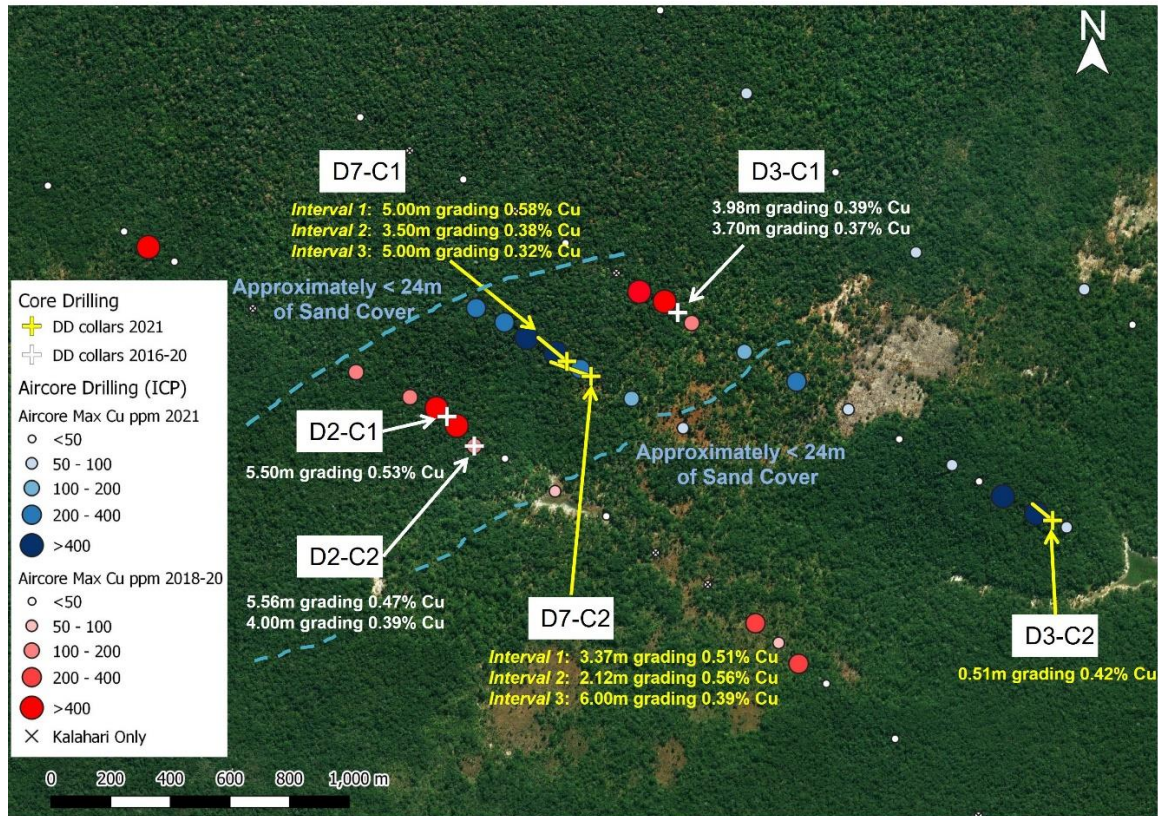 N
D7-C1
Interval 1: 5.00m grading 0.58% Cu
Interval 2: 3.50m grading 0.38% Cu
Interval 3: 5.00m grading 0.32% Cu
D3-C1
3.98m grading 0.39% Cu
3.70m grading 0.37% Cu
Approximately < 24m
of Sand Cover
Core Drilling
DD collars 2021
DD collars 2016-20
Aircore Drilling (ICP)
Aircore Max Cu ppm 2021
<50
50 - 100
100 - 200
200 - 400
>400
Aircore Max Cu ppm 2018-20
<50
50 - 100
100 - 200
200 - 400
>400
Kalahari Only
D2-C1
5.50m grading 0.53% Cu
Approximately < 24m
of Sand Cover
D2-C2
5.56m grading 0.47% Cu
4.00m grading 0.39% Cu
D7-C2
Interval 1: 3.37m grading 0.51% Cu
Interval 2: 2.12m grading 0.56% Cu
Interval 3: 6.00m grading 0.39% Cu
D3-C2
0.51m grading 0.42% Cu
0 200 400 600 800 1,000 m